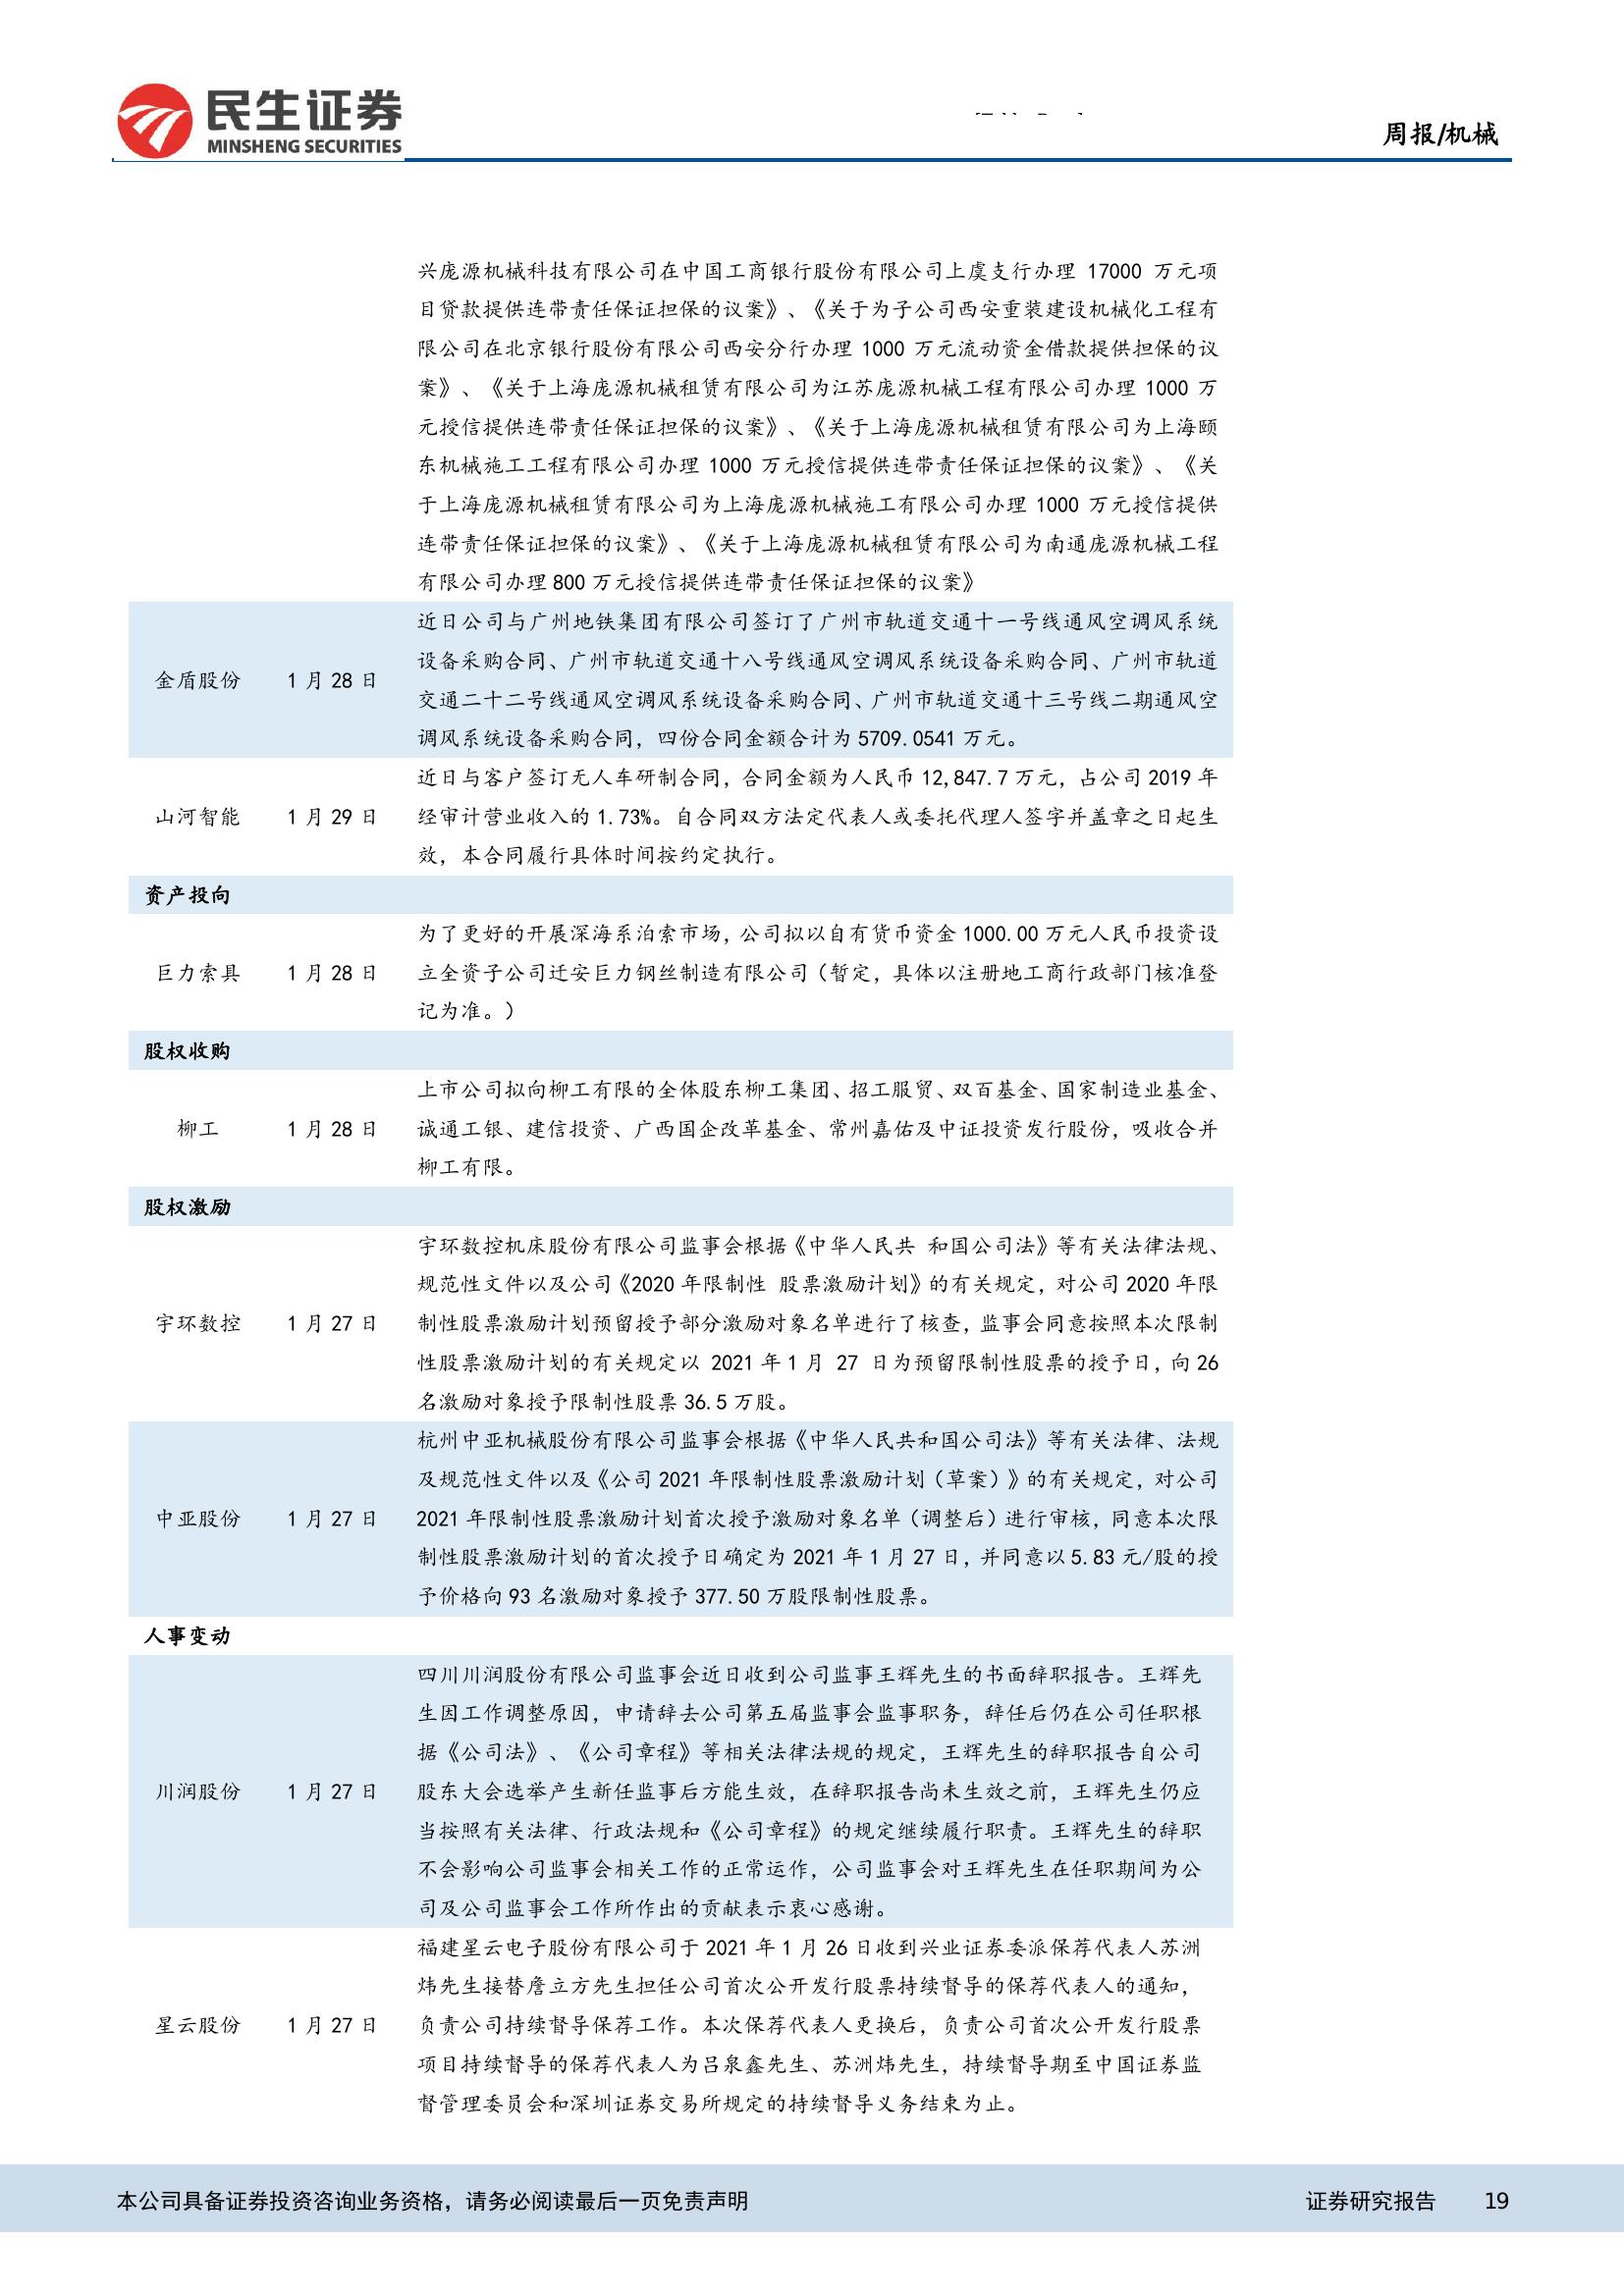 民生证券
MINSHENG SECURITIES
周报/机械
兴庞源机械科技有限公司在中国工商银行股份有限公司上虞支行办理 17000 万元项
目贷款提供连带责任保证担保的议案》、《关于为子公司西安重装建设机械化工程有
限公司在北京银行股份有限公司西安分行办理 1000 万元流动资金借款提供担保的议
案》、《关于上海庞源机械租赁有限公司为江苏庞源机械工程有限公司办理 1000 万
元授信提供连带责任保证担保的议案》、《关于上海庞源机械租赁有限公司为上海颐
东机械施工工程有限公司办理 1000 万元授信提供连带责任保证担保的议案》、《关
于上海庞源机械租赁有限公司为上海庞源机械施工有限公司办理 1000 万元授信提供
连带责任保证担保的议案》、《关于上海庞源机械租赁有限公司为南通庞源机械工程
有限公司办理 800 万元授信提供连带责任保证担保的议案》
金盾股份
1 月 28 日
近日公司与广州地铁集团有限公司签订了广州市轨道交通十一号线通风空调风系统
设备采购合同、广州市轨道交通十八号线通风空调风系统设备采购合同、广州市轨道
交通二十二号线通风空调风系统设备采购合同、广州市轨道交通十三号线二期通风空
调风系统设备采购合同，四份合同金额合计为 5709.0541 万元。
山河智能
1 月 29 日
近日与客户签订无人车研制合同，合同金额为人民币 12,847.7 万元，占公司 2019 年
经审计营业收入的 1.73%。自合同双方法定代表人或委托代理人签字并盖章之日起生
效，本合同履行具体时间按约定执行。
资产投向
巨力索具
1 月 28 日
为了更好的开展深海系泊索市场，公司拟以自有货币资金 1000.00 万元人民币投资设
立全资子公司迁安巨力钢丝制造有限公司（暂定，具体以注册地工商行政部门核准登
记为准。）
股权收购
柳工
1 月 28 日
上市公司拟向柳工有限的全体股东柳工集团、招工服贸、双百基金、国家制造业基金、
诚通工银、建信投资、广西国企改革基金、常州嘉佑及中证投资发行股份，吸收合并
柳工有限。
股权激励
宇环数控
1 月 27 日
宇环数控机床股份有限公司监事会根据《中华人民共 和国公司法》等有关法律法规、
规范性文件以及公司《2020 年限制性 股票激励计划》的有关规定，对公司 2020 年限
制性股票激励计划预留授予部分激励对象名单进行了核查，监事会同意按照本次限制
性股票激励计划的有关规定以 2021 年 1 月 27 日为预留限制性股票的授予日，向 26
名激励对象授予限制性股票 36.5 万股。
中亚股份
1 月 27 日
杭州中亚机械股份有限公司监事会根据《中华人民共和国公司法》等有关法律、法规
及规范性文件以及《公司 2021 年限制性股票激励计划（草案）》的有关规定，对公司
2021 年限制性股票激励计划首次授予激励对象名单（调整后）进行审核，同意本次限
制性股票激励计划的首次授予日确定为 2021 年 1 月 27 日，并同意以 5.83 元/股的授
予价格向 93 名激励对象授予 377.50 万股限制性股票。
人事变动
川润股份
1 月 27 日
四川川润股份有限公司监事会近日收到公司监事王辉先生的书面辞职报告。王辉先
生因工作调整原因，申请辞去公司第五届监事会监事职务，辞任后仍在公司任职根
据《公司法》、《公司章程》等相关法律法规的规定，王辉先生的辞职报告自公司
股东大会选举产生新任监事后方能生效，在辞职报告尚未生效之前，王辉先生仍应
当按照有关法律、行政法规和《公司章程》的规定继续履行职责。王辉先生的辞职
不会影响公司监事会相关工作的正常运作，公司监事会对王辉先生在任职期间为公
司及公司监事会工作所作出的贡献表示衷心感谢。
星云股份
1 月 27 日
福建星云电子股份有限公司于 2021 年 1 月 26 日收到兴业证券委派保荐代表人苏洲
炜先生接替詹立方先生担任公司首次公开发行股票持续督导的保荐代表人的通知，
负责公司持续督导保荐工作。本次保荐代表人更换后，负责公司首次公开发行股票
项目持续督导的保荐代表人为吕泉鑫先生、苏洲炜先生，持续督导期至中国证券监
督管理委员会和深圳证券交易所规定的持续督导义务结束为止。
本公司具备证券投资咨询业务资格，请务必阅读最后一页免责声明
证券研究报告 19